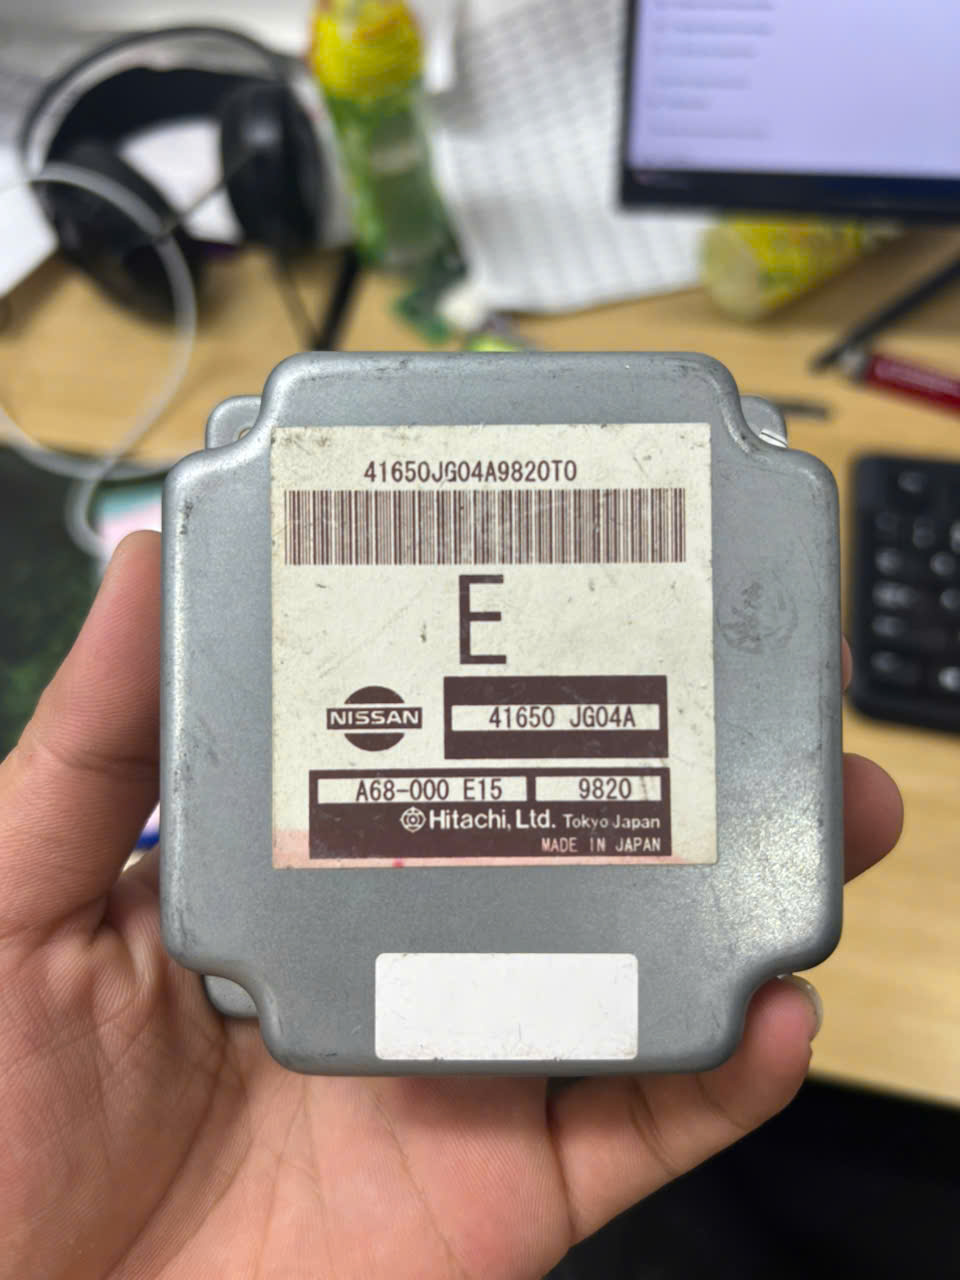 41650JG04A9820T0
E
NISSAN
41650 JG04A
A68-000 E15 9820
Hitachi, Ltd. Tokyo Japan
MADE IN JAPAN